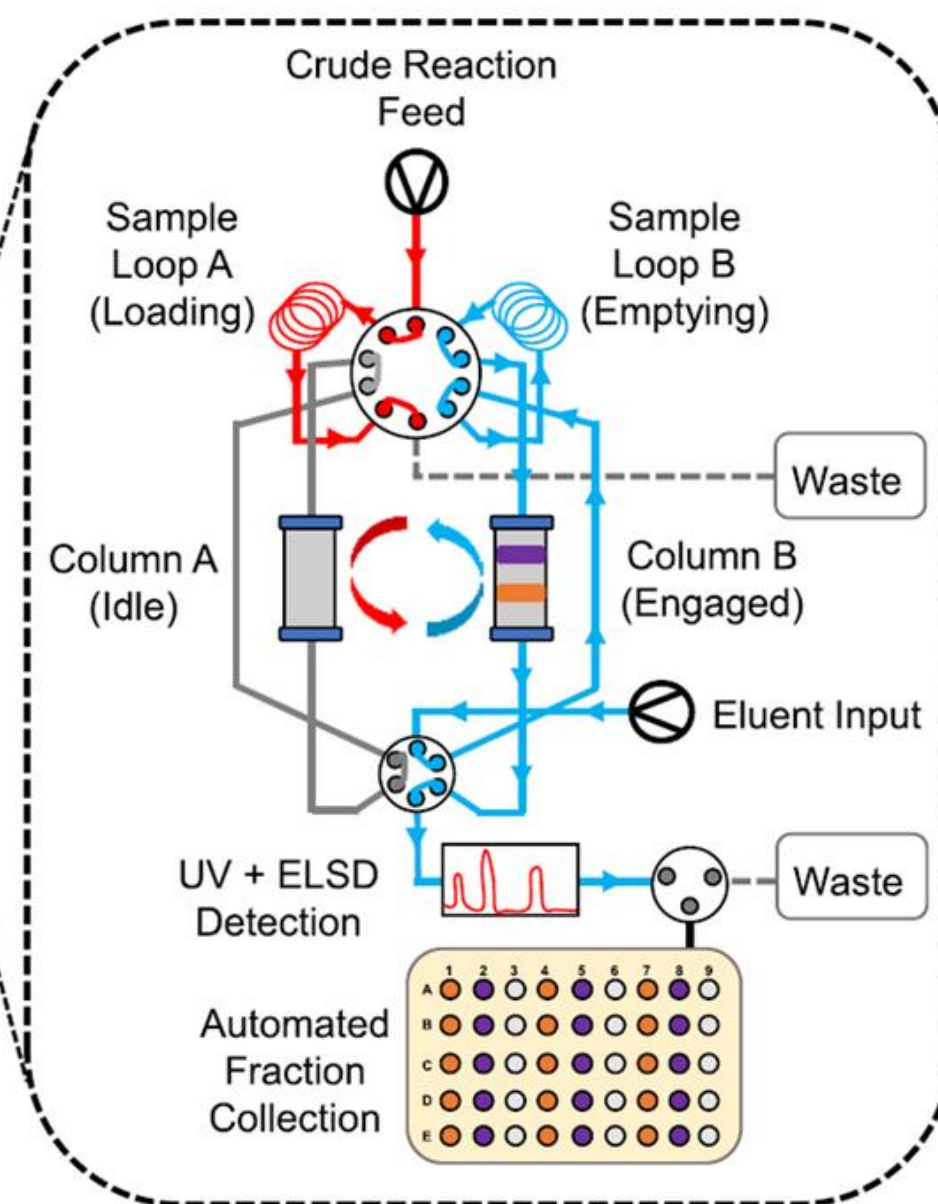 Crude Reaction
Feed
Sample
Loop A
(Loading)
Sample
Loop B
(Emptying)
Waste
Column A
(Idle)
Column B
(Engaged)
Eluent Input
UV + ELSD
Detection
Waste
Automated
Fraction
Collection
1 2 3 4 5 6 7 8 9
A
B
C
D
E